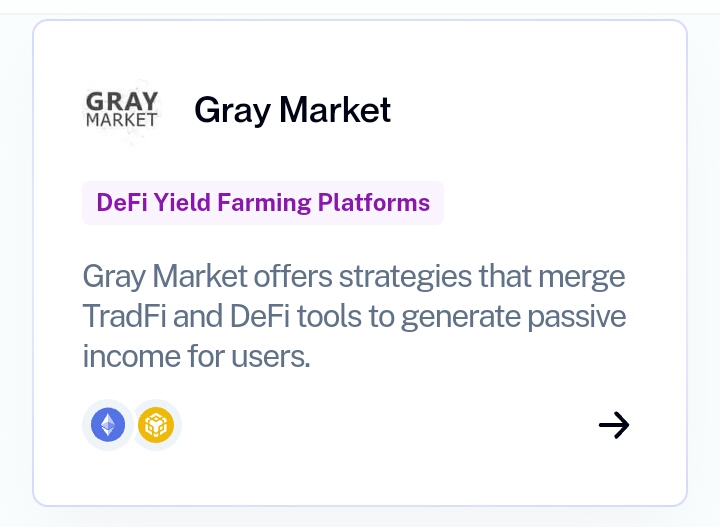 GRAY
MARKET
Gray Market
DeFi Yield Farming Platforms
Gray Market offers strategies that merge
TradFi and DeFi tools to generate passive
income for users.